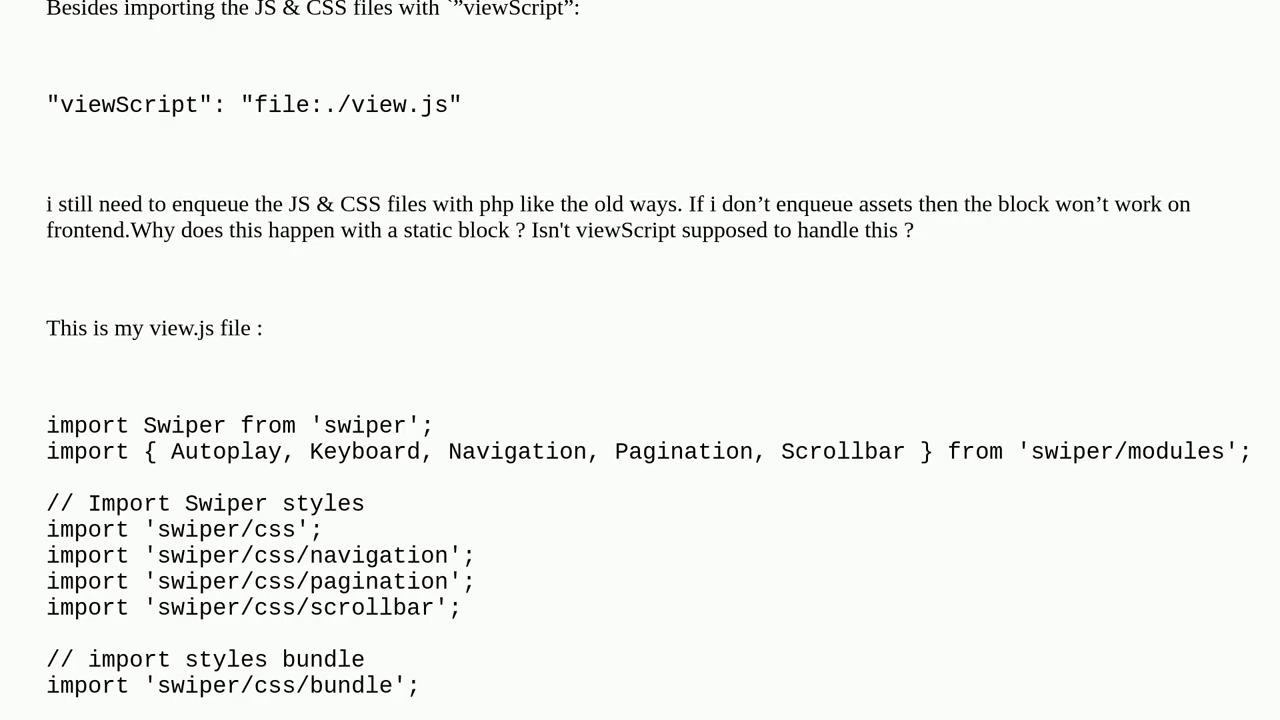 Besides importing the JS & CSS files with `”viewScript”:
"viewScript": "file:./view.js"
i still need to enqueue the JS & CSS files with php like the old ways. If i don’t enqueue assets then the block won’t work on
frontend.Why does this happen with a static block ? Isn't viewScript supposed to handle this ?
This is my view.js file :
import Swiper from 'swiper';
import { Autoplay, Keyboard, Navigation, Pagination, Scrollbar } from 'swiper/modules';
// Import Swiper styles
import 'swiper/css';
import 'swiper/css/navigation';
import 'swiper/css/pagination';
import 'swiper/css/scrollbar';
// import styles bundle
import 'swiper/css/bundle';